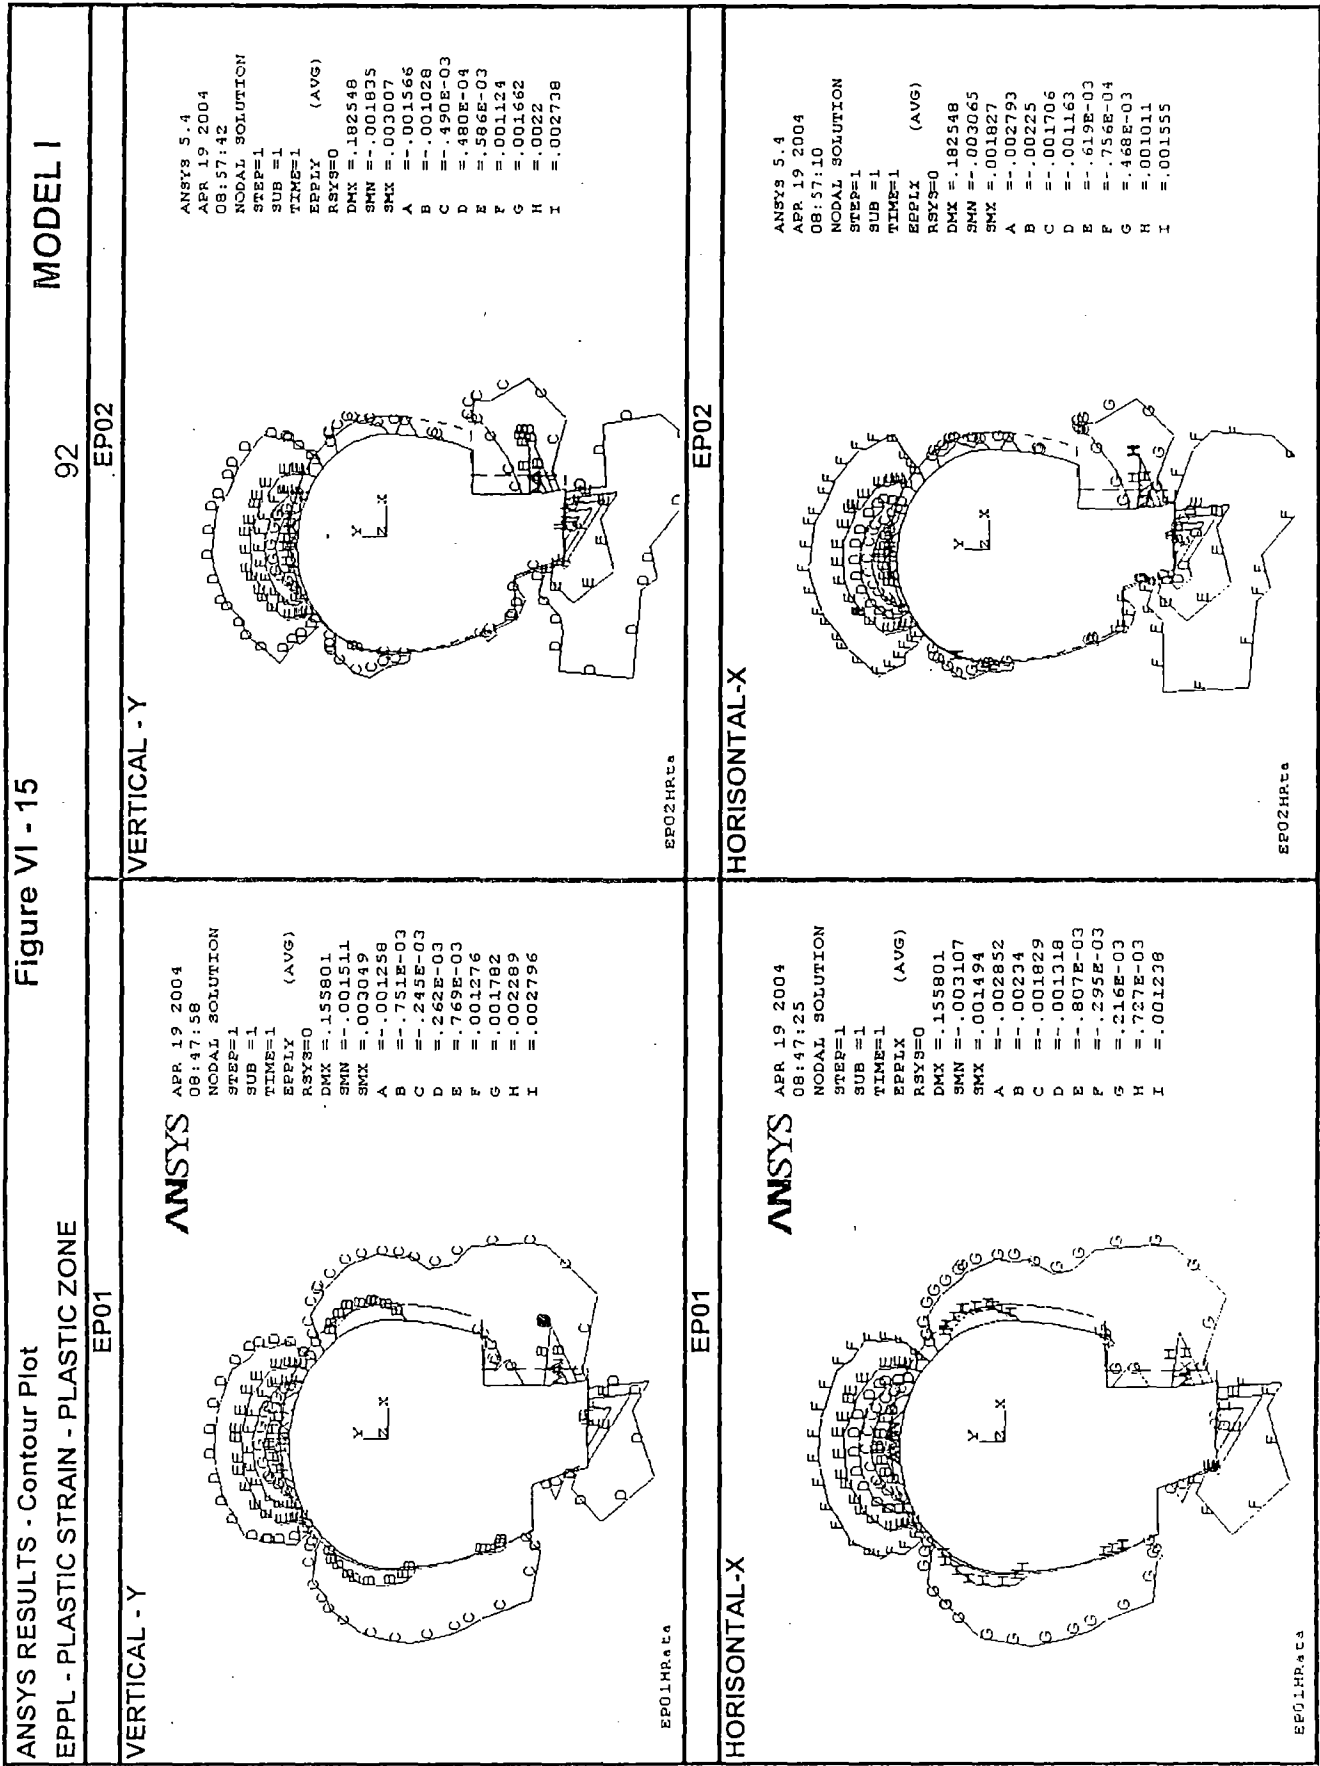 ANSYS RESULTS - Contour Plot
Figure VI - 15
92
MODEL I
EPPL - PLASTIC STRAIN - PLASTIC ZONE
EP01
VERTICAL - Y
ANSYS
APR 19 2004
08:47:58
NODAL SOLUTION
STEP=1
SUB =1
TIME=1
EPPLY (AVG)
RSYS=0
DMX =.155801
SMN =-.001511
SMX =.003049
A =-.001258
B =-.751E-03
C =-.245E-03
D =.262E-03
E =.769E-03
F =.001276
G =.001782
H =.002289
I =.002796
Y
Z X
EP01HRata
EP02
VERTICAL - Y
ANSYS 5.4
APR 19 2004
08:57:42
NODAL SOLUTION
STEP=1
SUB =1
TIME=1
EPPLY (AVG)
RSYS=0
DMX =.182548
SMN =-.001835
SMX =.003007
A =-.001566
B =-.001028
C =-.490E-03
D =.480E-04
E =.586E-03
F =.001124
G =.001662
H =.0022
I =.002738
Y
Z X
EP02HRata
EP01
HORISONTAL-X
ANSYS
APR 19 2004
08:47:25
NODAL SOLUTION
STEP=1
SUB =1
TIME=1
EPPLX (AVG)
RSYS=0
DMX =.155801
SMN =-.003107
SMX =.001494
A =-.002852
B =-.00234
C =-.001829
D =-.001318
E =-.807E-03
F =-.295E-03
G =.216E-03
H =.727E-03
I =.001238
Y
Z X
EP01HRata
EP02
HORISONTAL-X
ANSYS 5.4
APR 19 2004
08:57:10
NODAL SOLUTION
STEP=1
SUB =1
TIME=1
EPPLX (AVG)
RSYS=0
DMX =.182548
SMN =-.003065
SMX =.001827
A =-.002793
B =-.00225
C =-.001706
D =-.001163
E =-.619E-03
F =-.756E-04
G =.468E-03
H =.001011
I =.001555
Y
Z X
EP02HRata